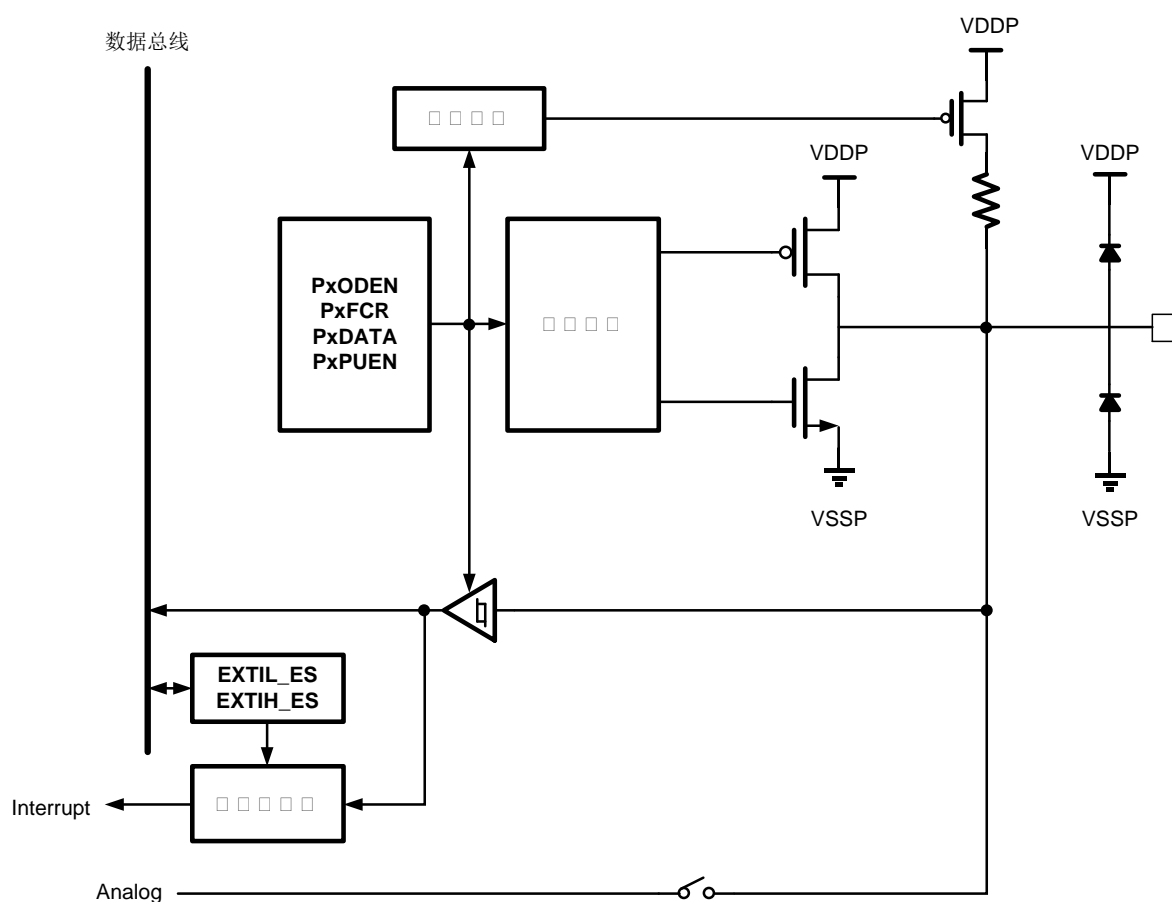 数据总线
VDDP
VDDP
VDDP
PxODEN
PxFCR
PxDATA
PxPUEN
VSSP
VSSP
EXTIL_ES
EXTIH_ES
Interrupt
Analog